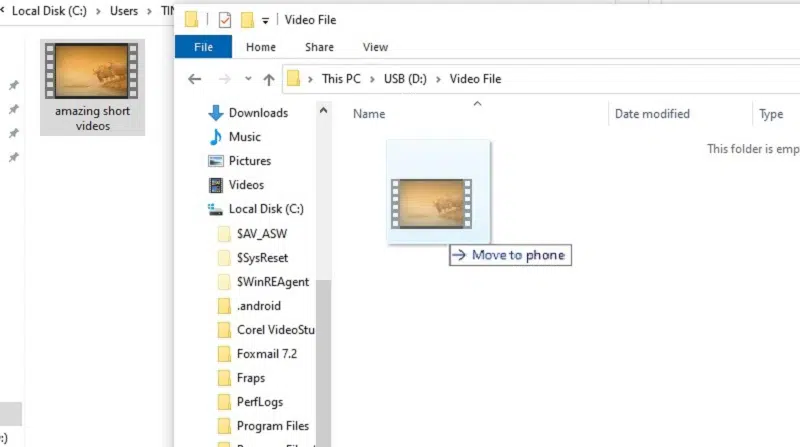 Local Disk (C:) › Users ›
amazing short
videos
Video File
File Home Share View
This PC › USB (D:) › Video File
Name Date modified Type
This folder is emp
Downloads
Music
Pictures
Videos
Local Disk (C:)
$AV_ASW
$SysReset
$WinREAgent
.android
Corel VideoStu
Foxmail 7.2
Fraps
PerfLogs
Program Files
Move to phone